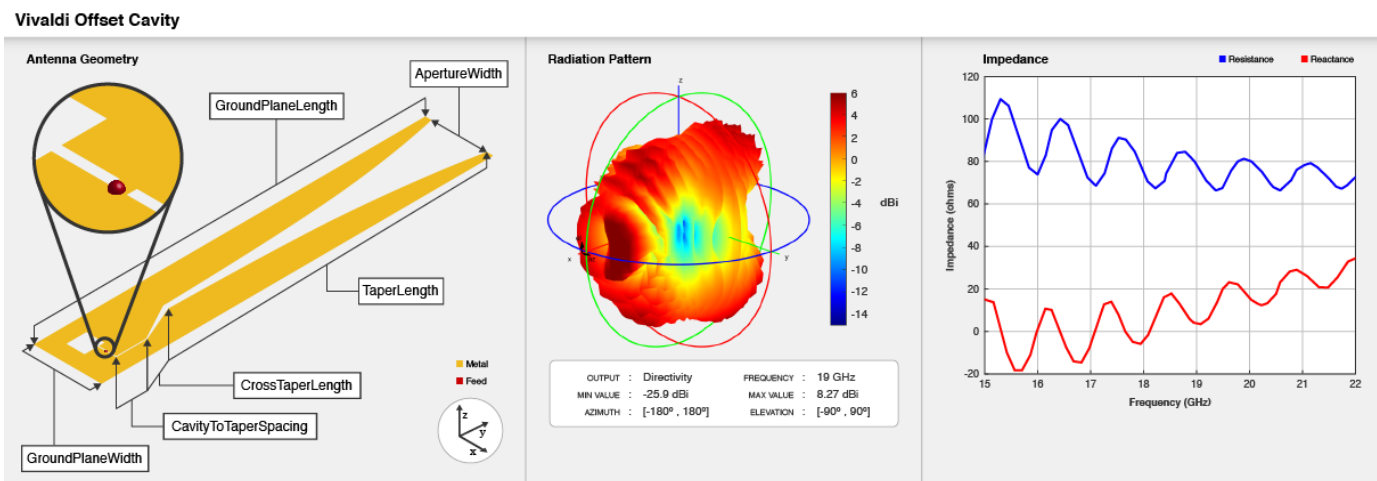 Vivaldi Offset Cavity
Antenna Geometry
ApertureWidth
GroundPlaneLength
TaperLength
CrossTaperLength
CavityToTaperSpacing
GroundPlaneWidth
Metal
Feed
z
y
x
Radiation Pattern
z
x
y
6
4
2
0
-2
-4
-6
-8
-10
-12
-14
dBi
OUTPUT : Directivity FREQUENCY : 19 GHz
MIN VALUE : -25.9 dBi MAX VALUE : 8.27 dBi
AZIMUTH : [-180º , 180º] ELEVATION : [-90º , 90º]
Impedance
Resistance Reactance
120
100
80
60
40
20
0
-20
Impedance (ohms)
15 16 17 18 19 20 21 22
Frequency (GHz)